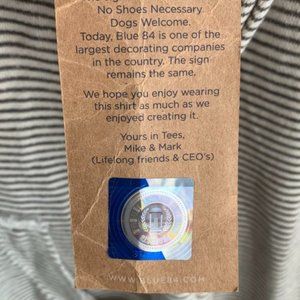 No Shoes Necessary.
Dogs Welcome.
Today, Blue 84 is one of the
largest decorating companies
in the country. The sign
remains the same.
We hope you enjoy wearing
this shirt as much as we
enjoyed creating it.
Yours in Tees,
Mike & Mark
(Lifelong friends & CEO's)
WWW.BLUE84.COM